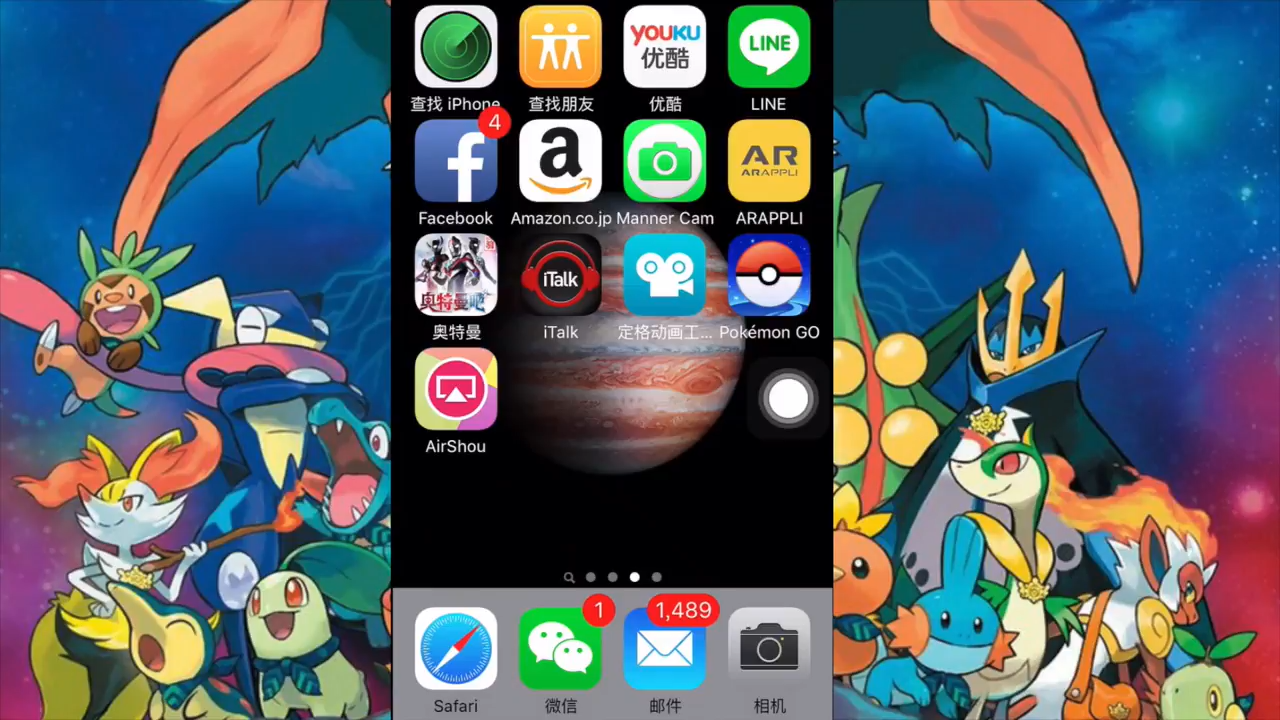 YOUKU
优酷
LINE
查找 iPhone
查找朋友
优酷
LINE
4
f
a
AR
ARAPPLI
Facebook
Amazon.co.jp
Manner Cam
ARAPPLI
奥特曼吧
iTalk
奥特曼
iTalk
定格动画工...
Pokémon GO
AirShou
1
1,489
Safari
微信
邮件
相机